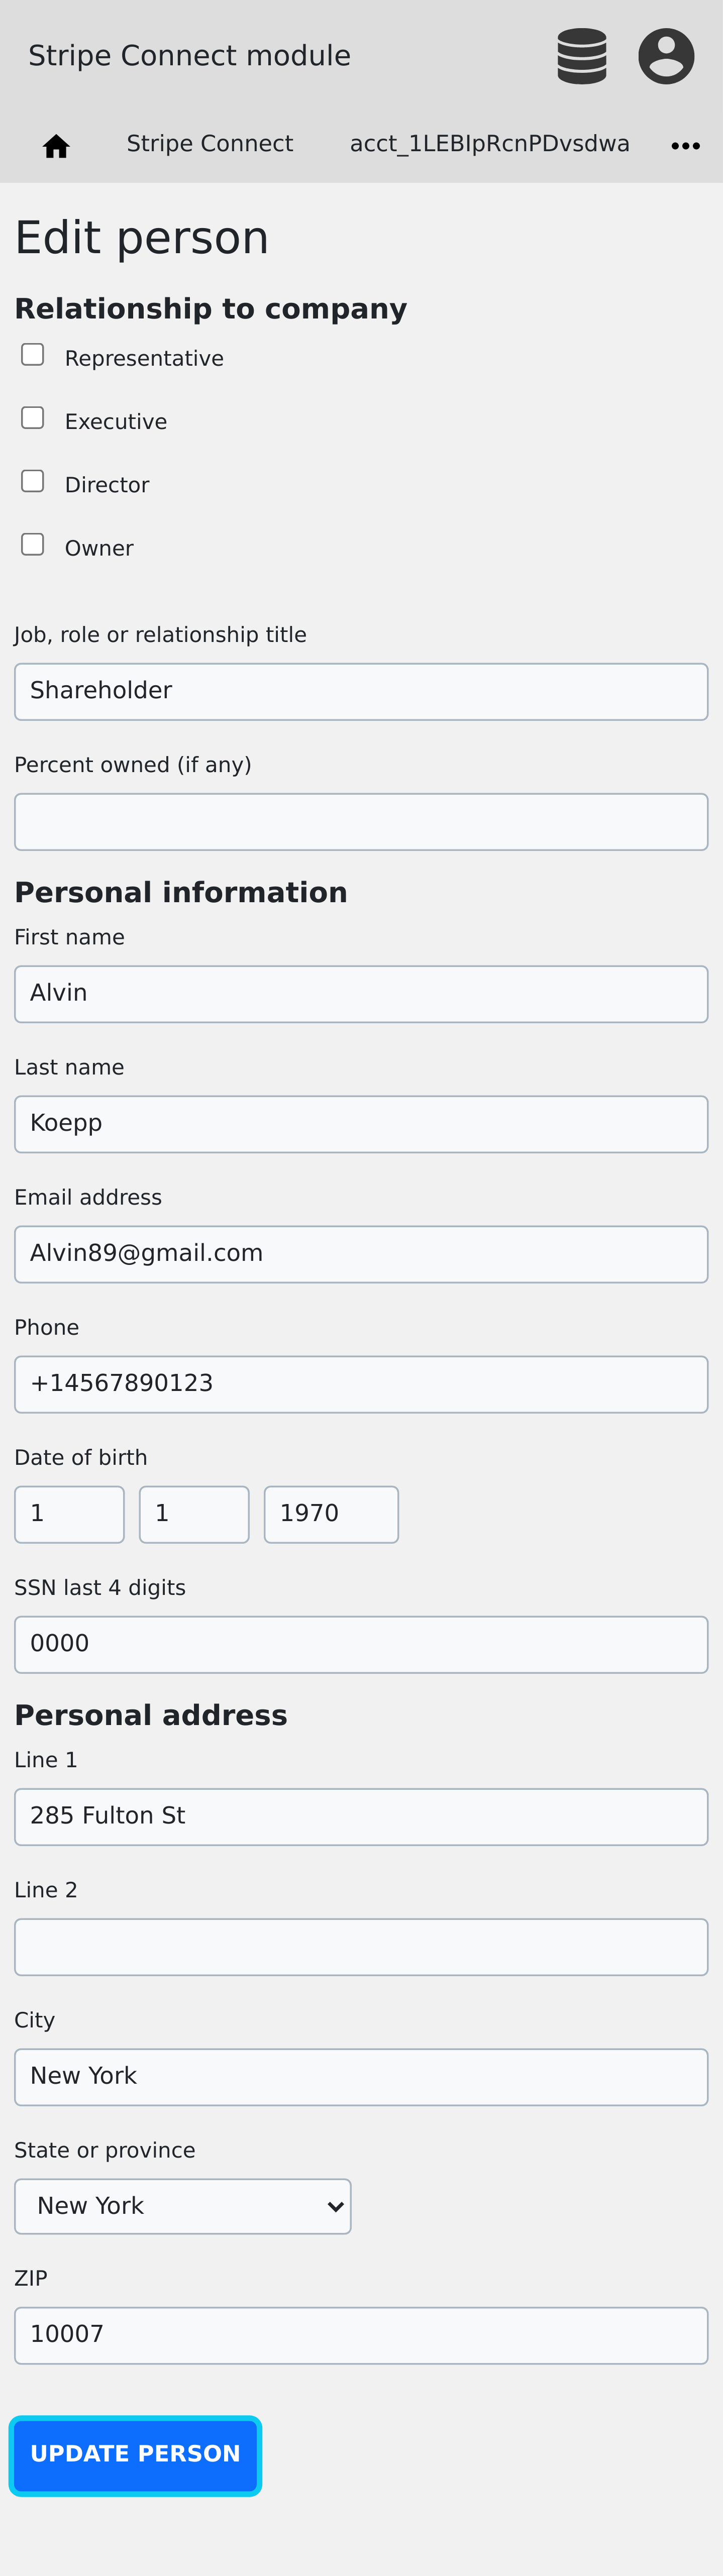 Stripe Connect module
Stripe Connect acct_1LEBIpRcnPDvsdwa
Edit person
Relationship to company
Representative
Executive
Director
Owner
Job, role or relationship title
Shareholder
Percent owned (if any)
Personal information
First name
Alvin
Last name
Koepp
Email address
Alvin89@gmail.com
Phone
+14567890123
Date of birth
1 1 1970
SSN last 4 digits
0000
Personal address
Line 1
285 Fulton St
Line 2
City
New York
State or province
New York
ZIP
10007
UPDATE PERSON